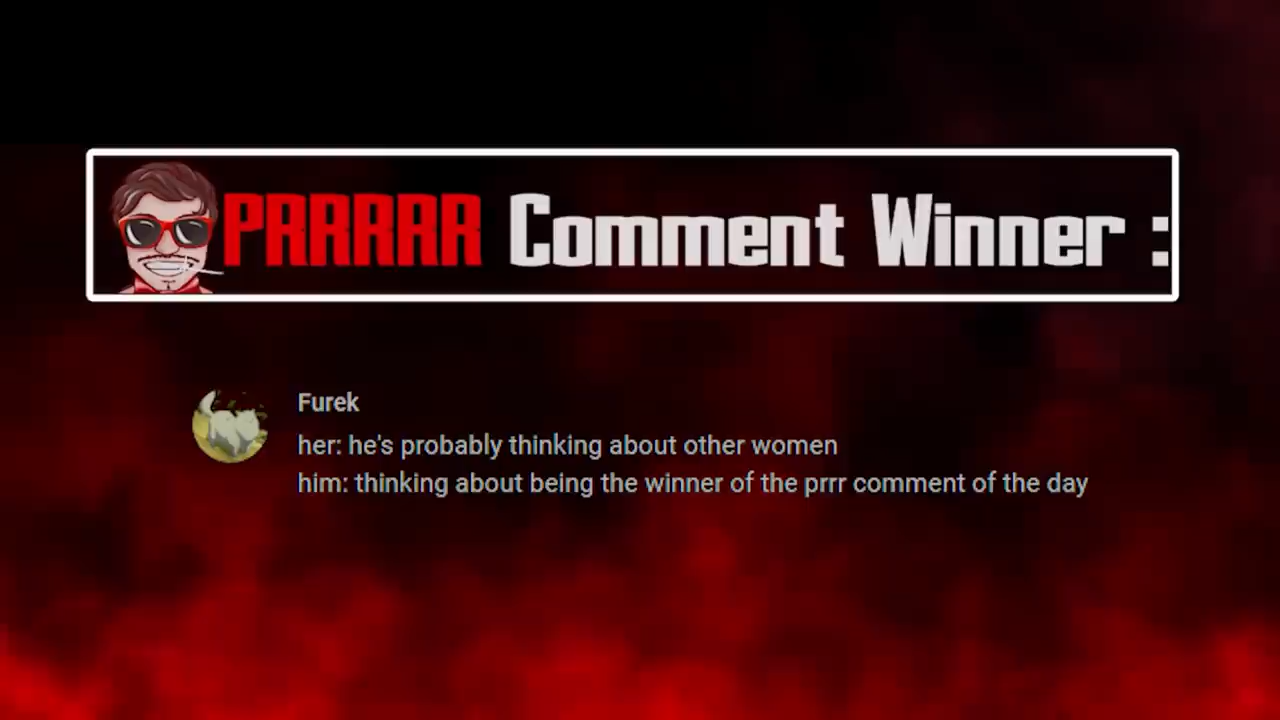 PRRRRR Comment Winner :
Furek
her: he's probably thinking about other women
him: thinking about being the winner of the prrr comment of the day